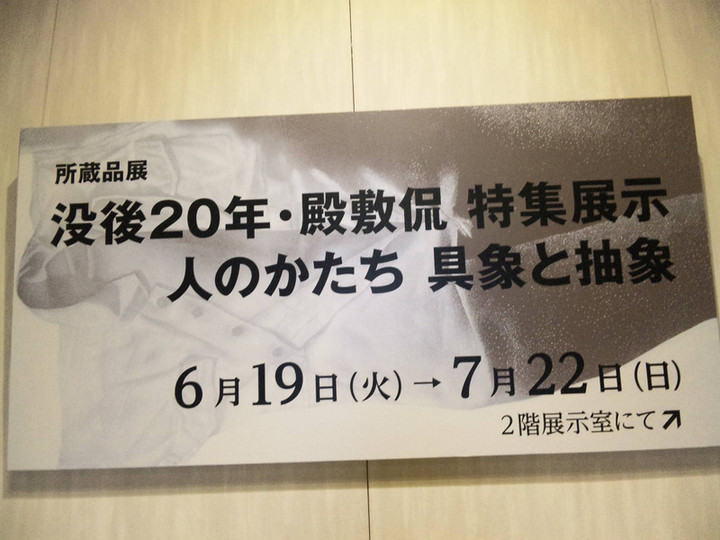 所蔵品展
没後20年・殿敷侃 特集展示
人のかたち 具象と抽象
6月19日(火)→7月22日(日)
2階展示室にて↗